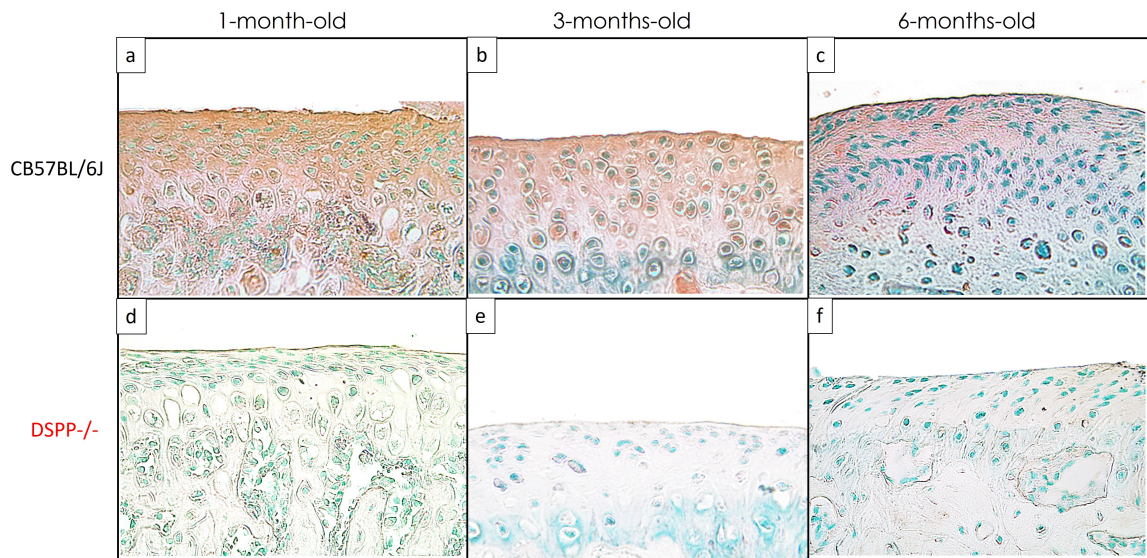 1-month-old 3-months-old 6-months-old
a b c
CB57BL/6J
d e f
DSPP-/-